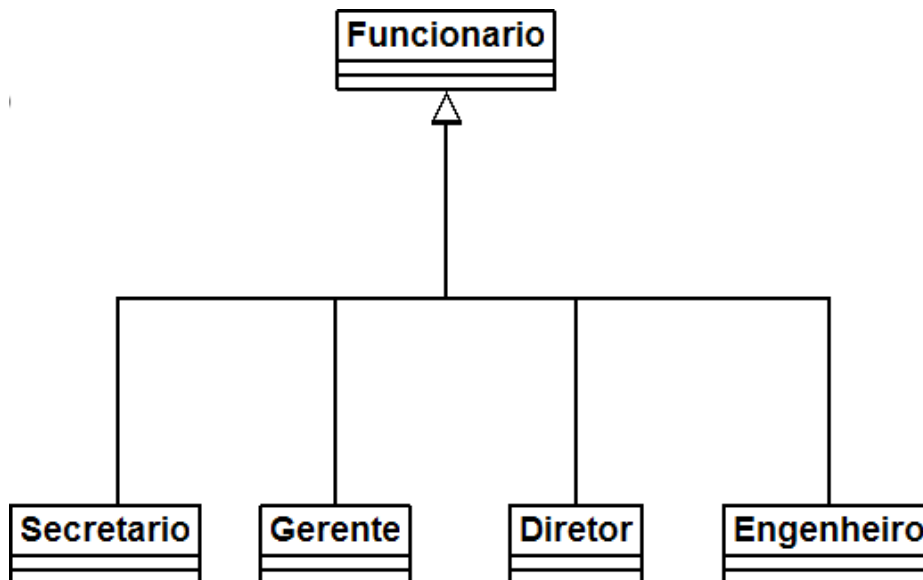 Funcionario
Secretario
Gerente
Diretor
Engenheiro